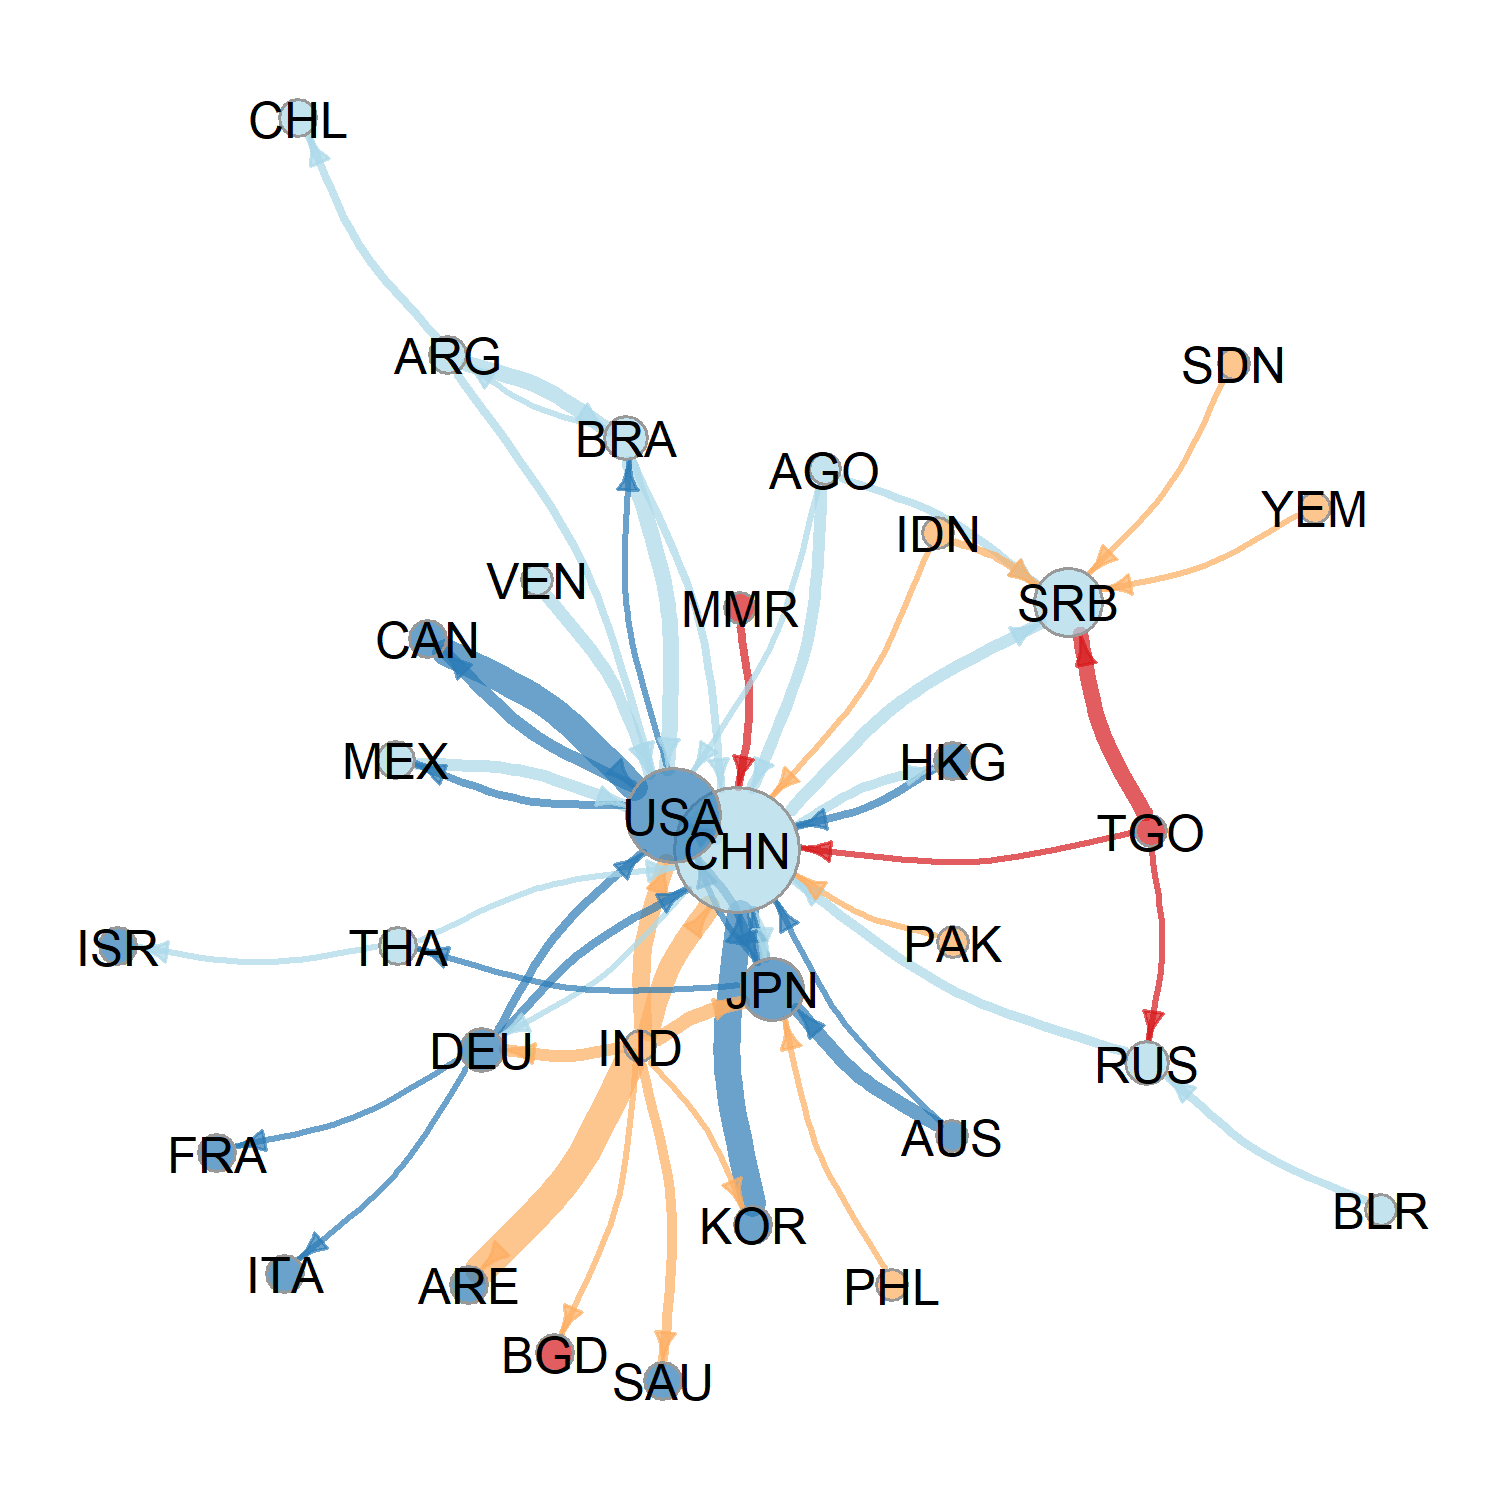 CHL
ARG
SDN
BRA
AGO
YEM
IDN
VEN
MMR
SRB
CAN
MEX
HKG
USA
TGO
CHN
ISR
THA
PAK
JPN
DEU
IND
RUS
FRA
AUS
KOR
BLR
ITA
ARE
PHL
BGD
SAU